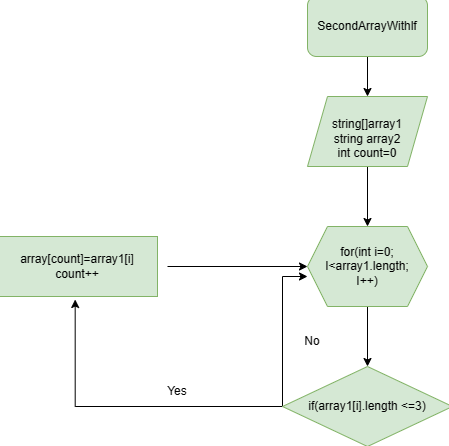 SecondArrayWithIf
string[]array1
string array2
int count=0
for(int i=0;
I<array1.length;
I++)
array[count]=array1[i]
count++
No
Yes
if(array1[i].length <=3)